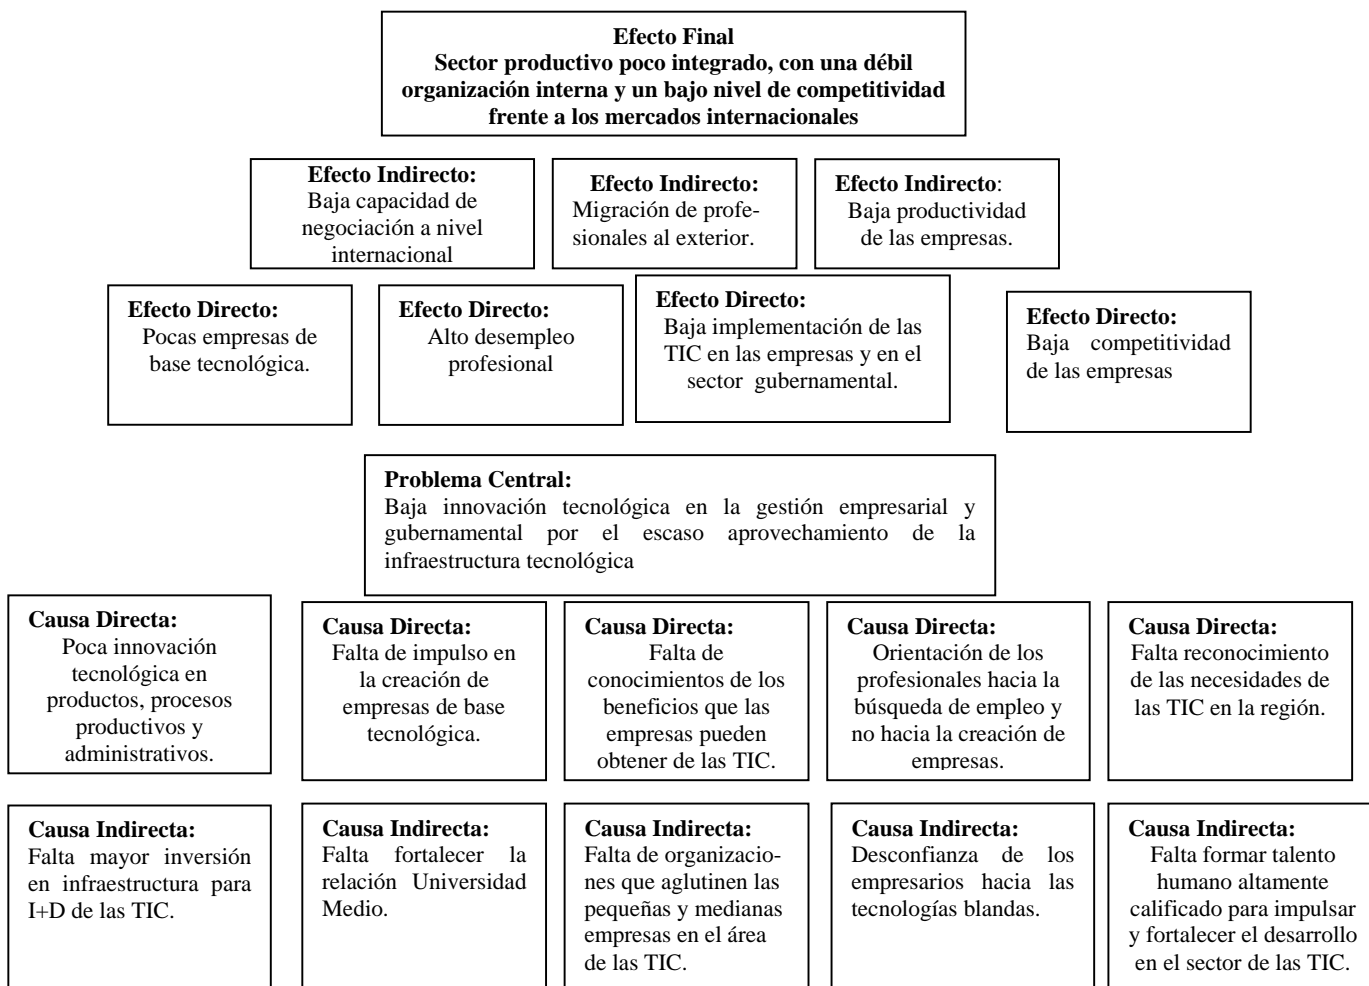 Efecto Final
Sector productivo poco integrado, con una débil
organización interna y un bajo nivel de competitividad
frente a los mercados internacionales
Efecto Indirecto:
Baja capacidad de
negociación a nivel
internacional
Efecto Indirecto:
Migración de profe-
sionales al exterior.
Efecto Indirecto:
Baja productividad
de las empresas.
Efecto Directo:
Pocas empresas de
base tecnológica.
Efecto Directo:
Alto desempleo
profesional
Efecto Directo:
Baja implementación de las
TIC en las empresas y en el
sector gubernamental.
Efecto Directo:
Baja competitividad
de las empresas
Problema Central:
Baja innovación tecnológica en la gestión empresarial y
gubernamental por el escaso aprovechamiento de la
infraestructura tecnológica
Causa Directa:
Poca innovación
tecnológica en
productos, procesos
productivos y
administrativos.
Causa Directa:
Falta de impulso en
la creación de
empresas de base
tecnológica.
Causa Directa:
Falta de
conocimientos de los
beneficios que las
empresas pueden
obtener de las TIC.
Causa Directa:
Orientación de los
profesionales hacia la
búsqueda de empleo y
no hacia la creación de
empresas.
Causa Directa:
Falta reconocimiento
de las necesidades de
las TIC en la región.
Causa Indirecta:
Falta mayor inversión
en infraestructura para
I+D de las TIC.
Causa Indirecta:
Falta fortalecer la
relación Universidad
Medio.
Causa Indirecta:
Falta de organizacio-
nes que aglutinen las
pequeñas y medianas
empresas en el área
de las TIC.
Causa Indirecta:
Desconfianza de los
empresarios hacia las
tecnologías blandas.
Causa Indirecta:
Falta formar talento
humano altamente
calificado para impulsar
y fortalecer el desarrollo
en el sector de las TIC.